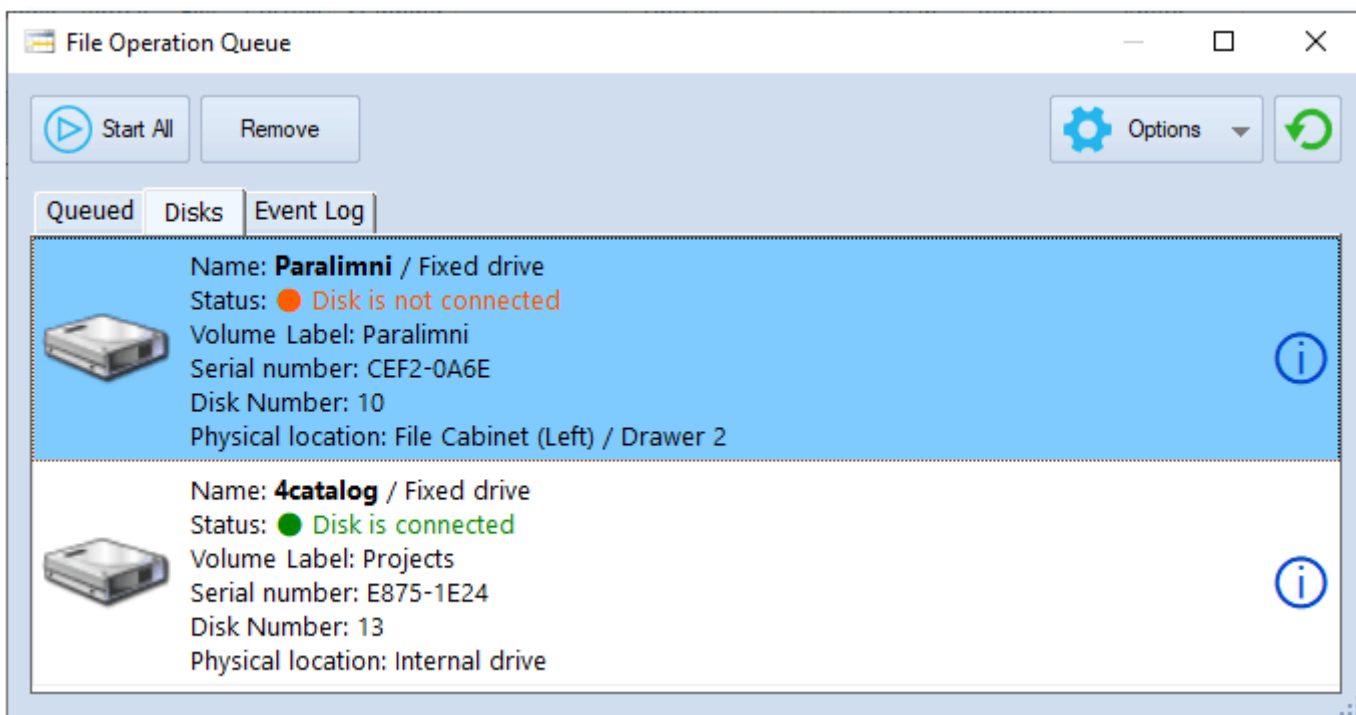 File Operation Queue
Start All
Remove
Options
Queued
Disks
Event Log
Name: Paralimni / Fixed drive
Status: Disk is not connected
Volume Label: Paralimni
Serial number: CEF2-0A6E
Disk Number: 10
Physical location: File Cabinet (Left) / Drawer 2
Name: 4catalog / Fixed drive
Status: Disk is connected
Volume Label: Projects
Serial number: E875-1E24
Disk Number: 13
Physical location: Internal drive